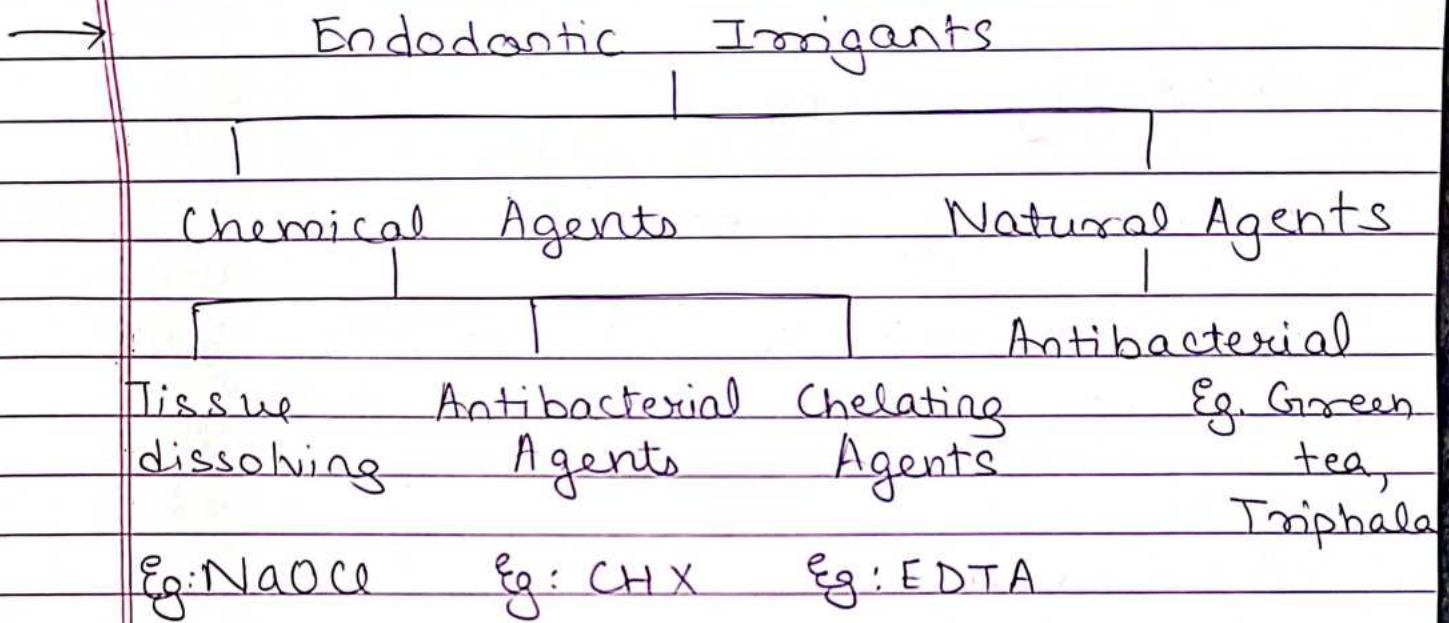 → Endodontic Irrigants
Chemical Agents Natural Agents
Antibacterial
Tissue Antibacterial Chelating Eg. Green
dissolving Agents Agents tea,
Triphala
Eg: NaOCl Eg: CHX Eg: EDTA